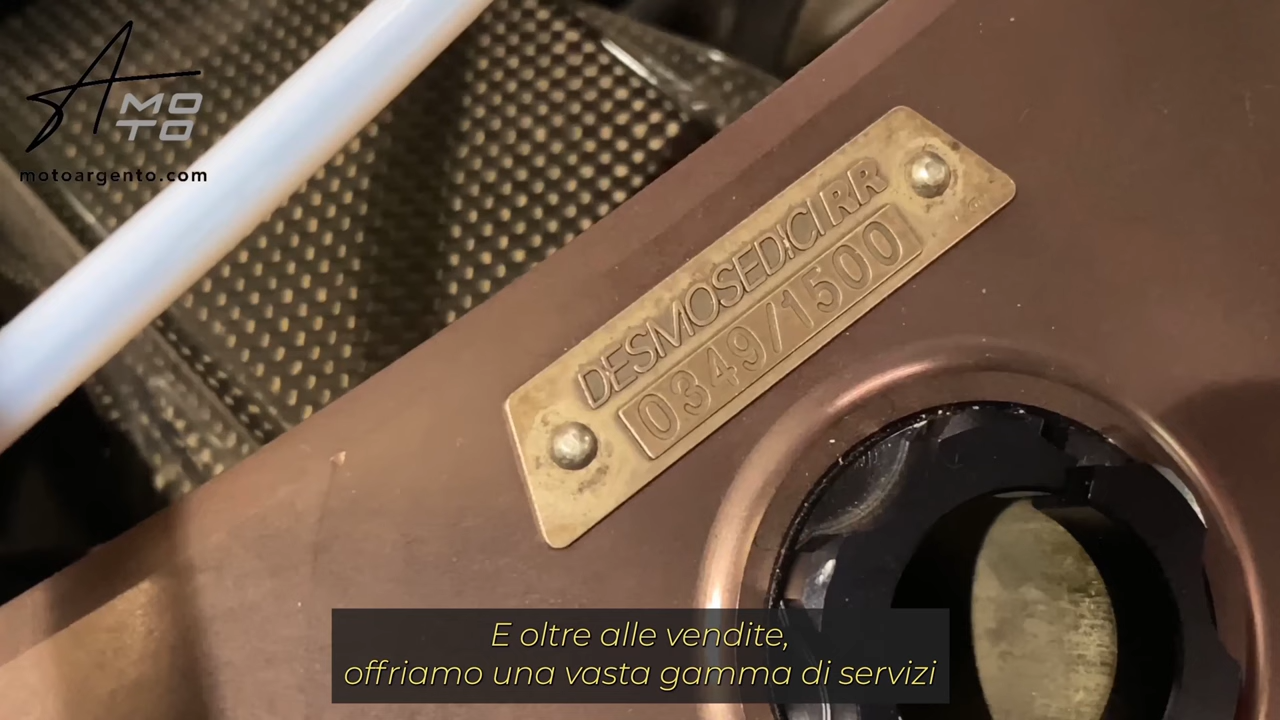 MO
TO
motoargento.com
DESMOSEDICI RR
0349/1500
E oltre alle vendite,
offriamo una vasta gamma di servizi